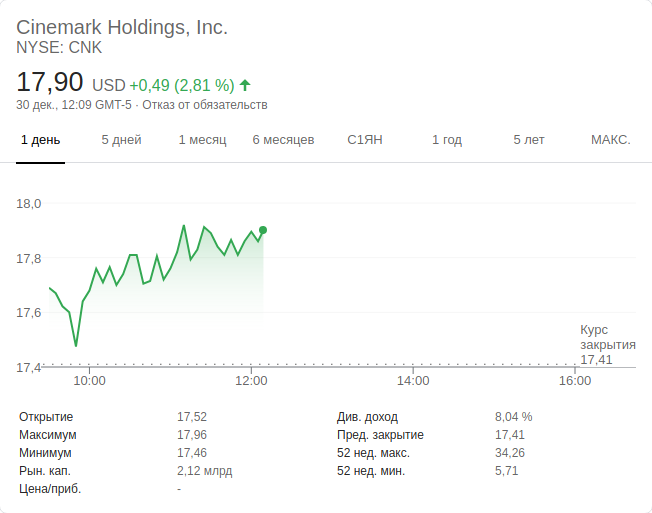 Cinemark Holdings, Inc.
NYSE: CNK
17,90 USD +0,49 (2,81 %)
30 дек., 12:09 GMT-5 · Отказ от обязательств
1 день 5 дней 1 месяц 6 месяцев С1ЯН 1 год 5 лет МАКС.
18,0
17,8
17,6
17,4
Курс
закрытия
17,41
10:00 12:00 14:00 16:00
Открытие 17,52 Див. доход 8,04 %
Максимум 17,96 Пред. закрытие 17,41
Минимум 17,46 52 нед. макс. 34,26
Рын. кап. 2,12 млрд 52 нед. мин. 5,71
Цена/приб. -